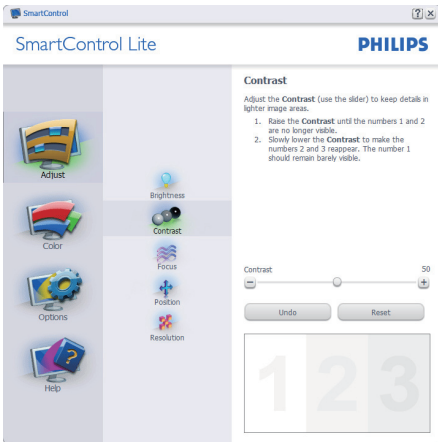 SmartControl
SmartControl Lite
PHILIPS
Adjust
Color
Options
Help
Brightness
Contrast
Focus
Position
Resolution
Contrast
Adjust the Contrast (use the slider) to keep details in
lighter image areas.
1. Raise the Contrast until the numbers 1 and 2
are no longer visible.
2. Slowly lower the Contrast to make the
numbers 2 and 3 reappear. The number 1
should remain barely visible.
Contrast 50
Undo Reset
1 2 3